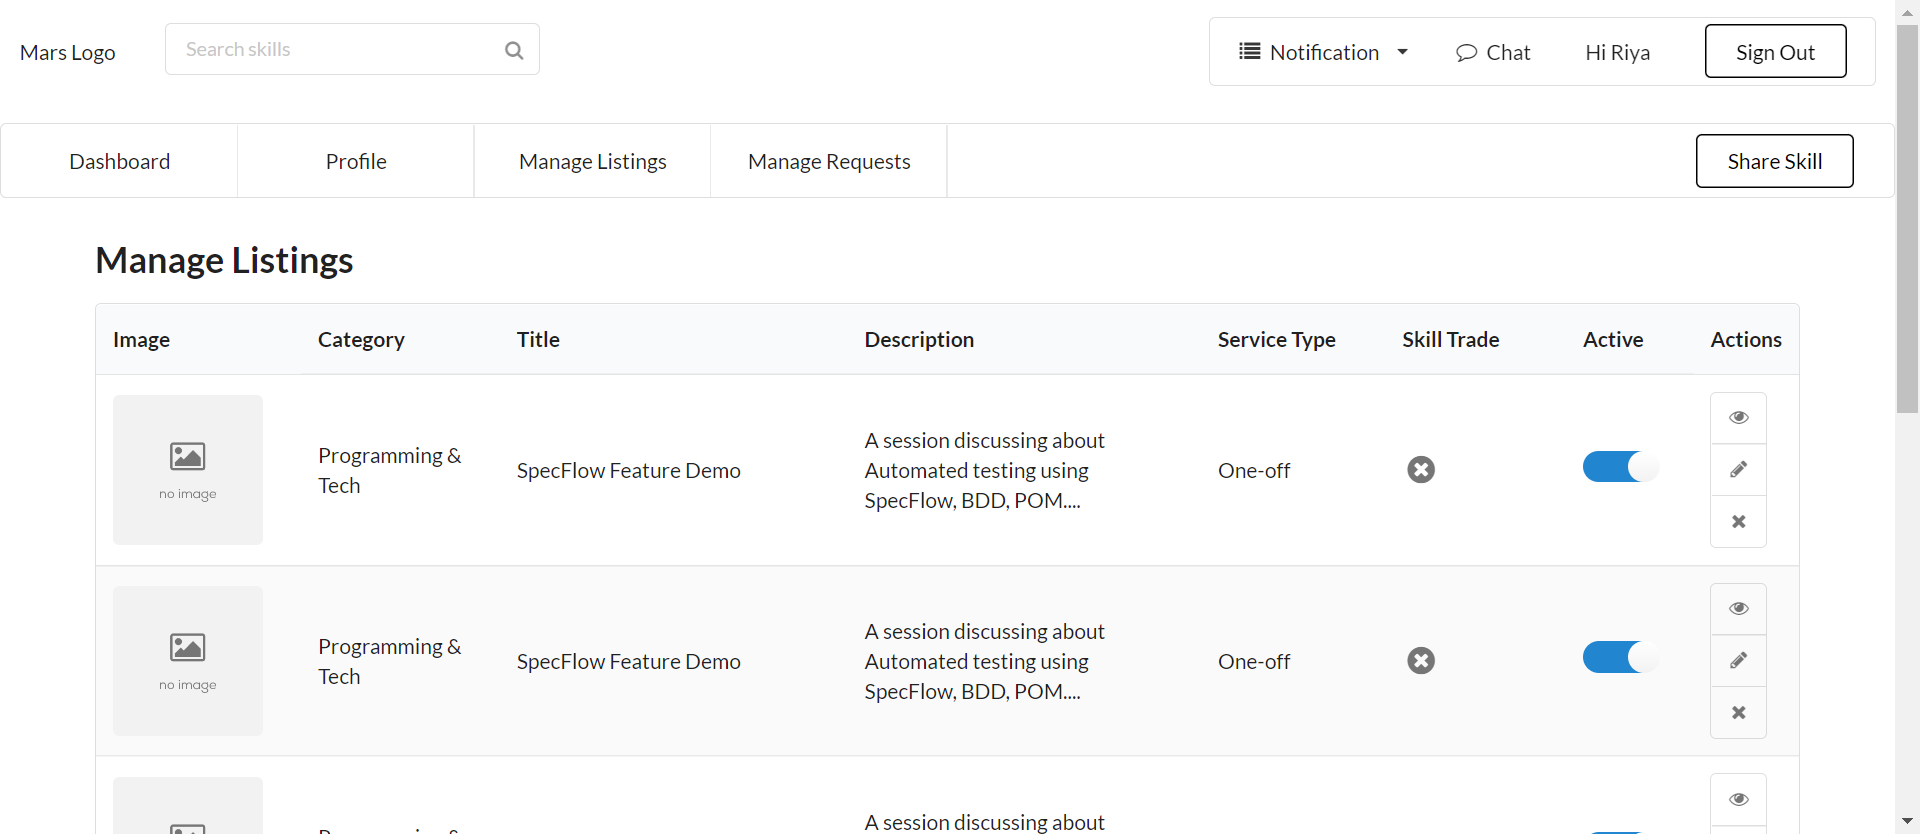 Mars Logo
Search skills
Notification
Chat
Hi Riya
Sign Out
Dashboard
Profile
Manage Listings
Manage Requests
Share Skill
Manage Listings
Image
Category
Title
Description
Service Type
Skill Trade
Active
Actions
no image
Programming &
Tech
SpecFlow Feature Demo
A session discussing about
Automated testing using
SpecFlow, BDD, POM....
One-off
no image
Programming &
Tech
SpecFlow Feature Demo
A session discussing about
Automated testing using
SpecFlow, BDD, POM....
One-off
A session discussing about